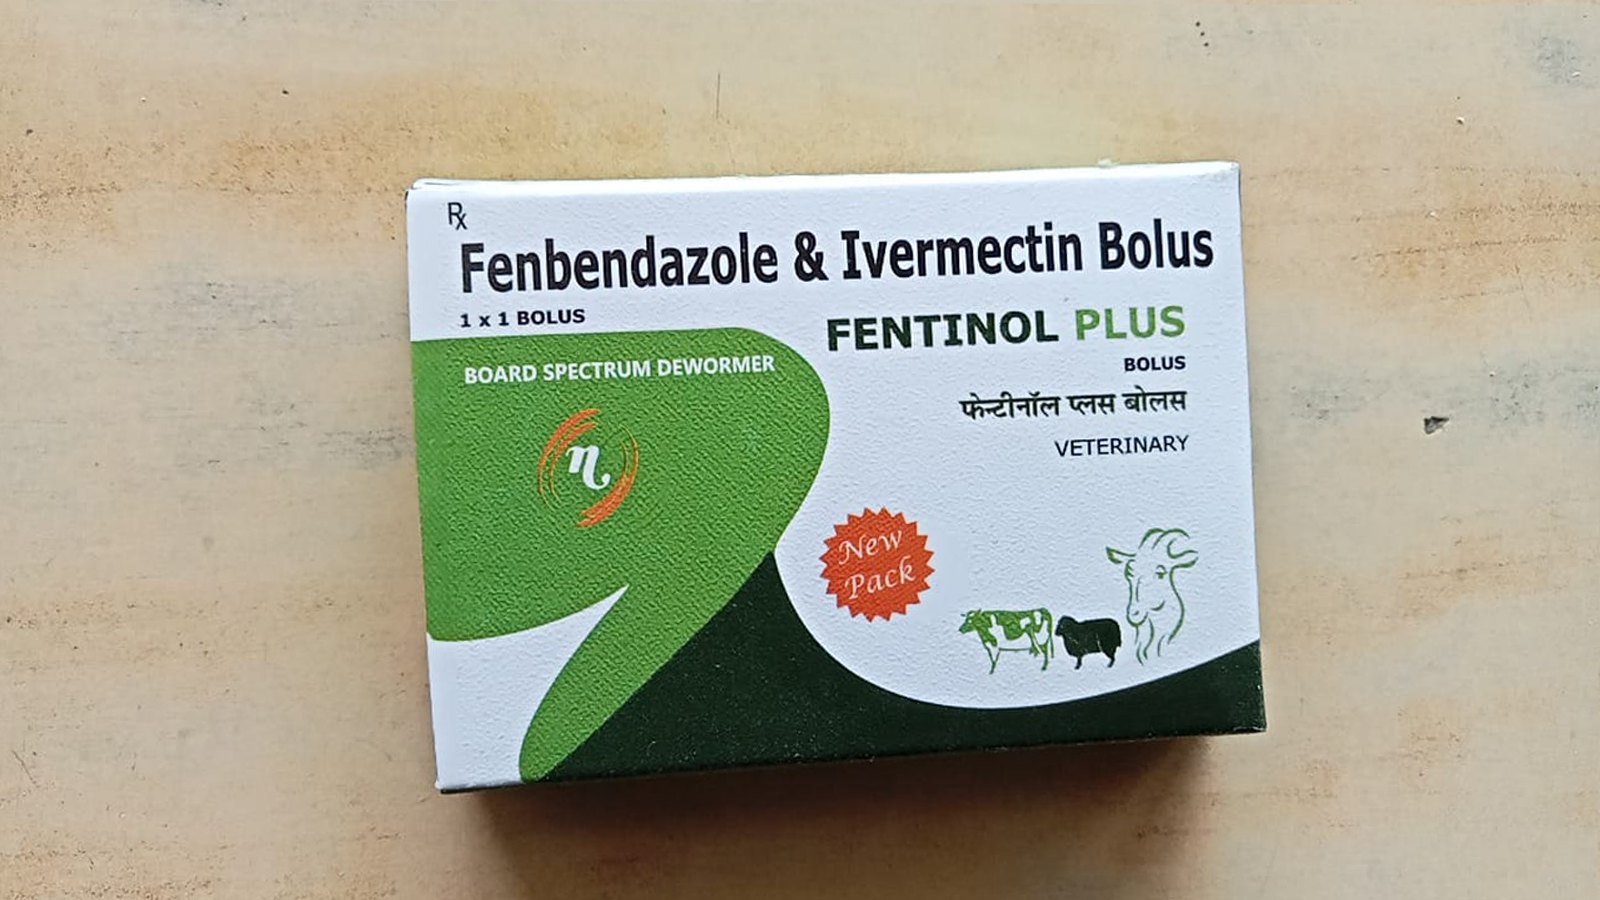 Rx
Fenbendazole & Ivermectin Bolus
1 x 1 BOLUS
FENTINOL PLUS
BOLUS
BOARD SPECTRUM DEWORMER
फेन्टीनॉल प्लस बोलस
VETERINARY
η
New
Pack